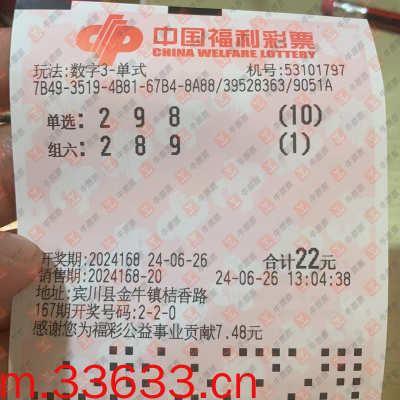 中国福利彩票
CHINA WELFARE LOTTERY
玩法:数字3-单式 机号:53101797
7B49-3519-4B81-67B4-8A88/39528363/9051A
单选: 2 9 8 (10)
组六: 2 8 9 (1)
开奖期:2024168 24-06-26 合计22元
销售期:2024168-20 24-06-26 13:04:38
地址:宾川县金牛镇桔香路
167期开奖号码:2-2-0
感谢您为福彩公益事业贡献7.48元
m.33633.cn